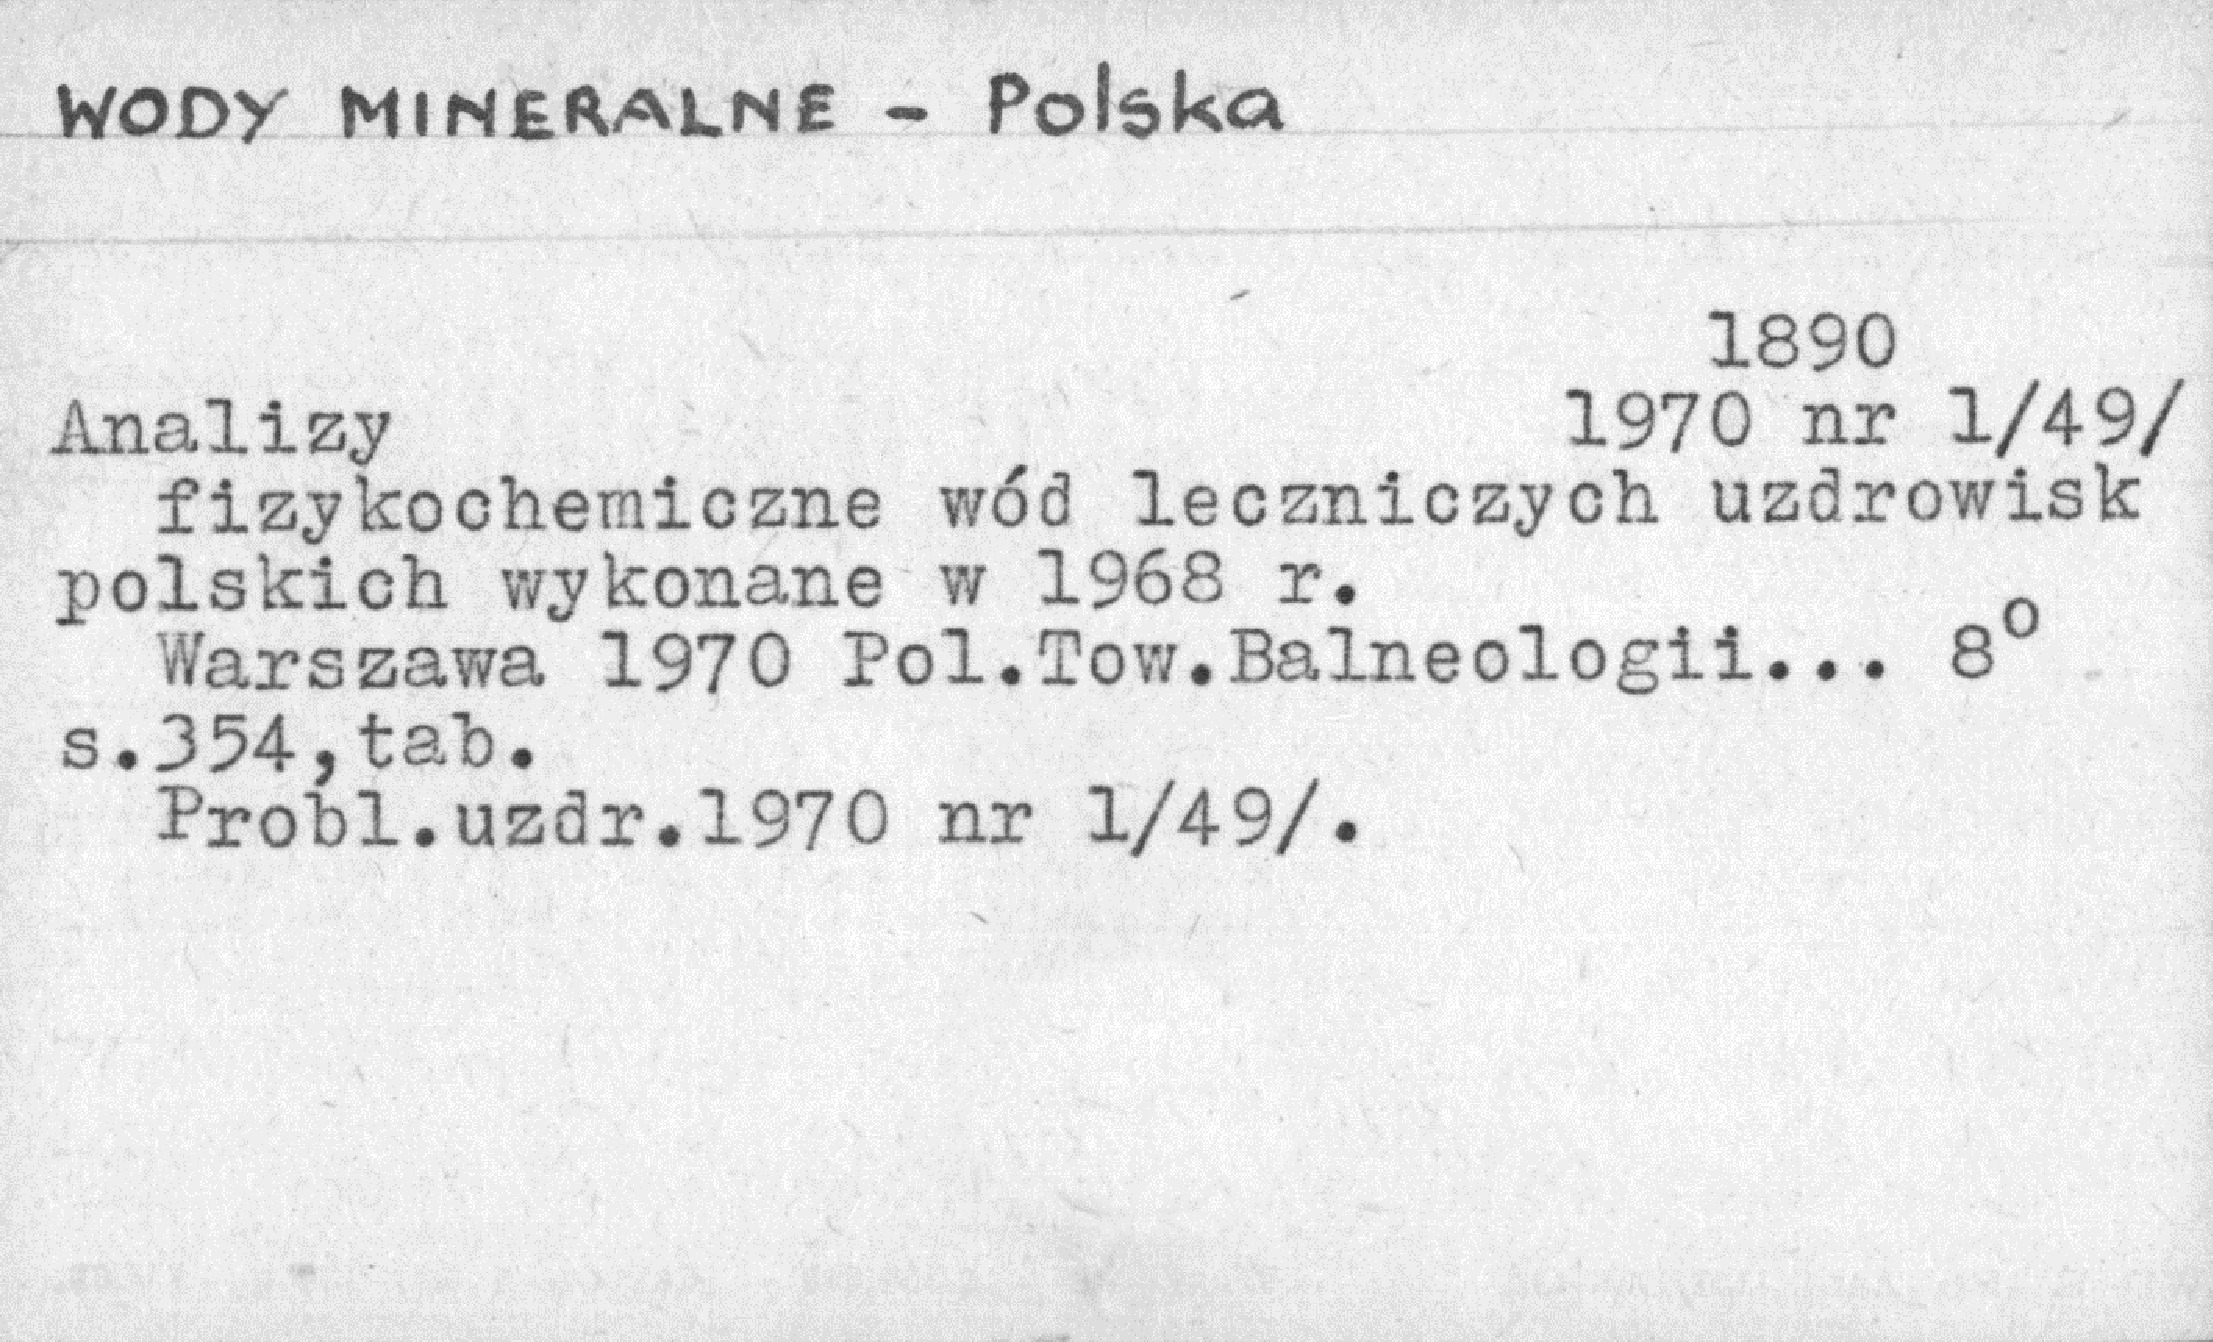 WODY MINERALNE - Polska
1890
Analizy 1970 nr 1/49/
fizykochemiczne wód leczniczych uzdrowisk
polskich wykonane w 1968 r.
Warszawa 1970 Pol.Tow.Balneologii... 8º
s.354,tab.
Probl.uzdr.1970 nr 1/49/.